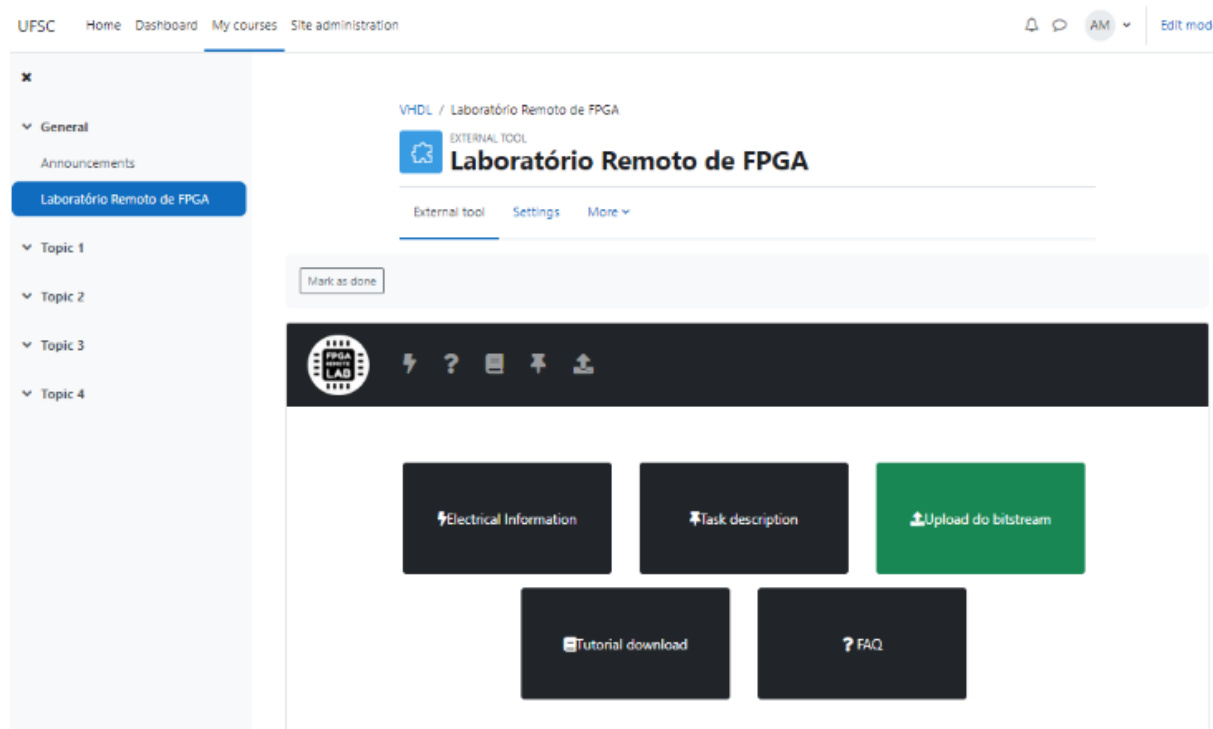 UFSC Home Dashboard My courses Site administration AM Edit mod
General
Announcements
Laboratório Remoto de FPGA
Topic 1
Topic 2
Topic 3
Topic 4
VHDL / Laboratório Remoto de FPGA
EXTERNAL TOOL
Laboratório Remoto de FPGA
External tool Settings More
Mark as done
FPGA
REMOTE
LAB
Electrical Information Task description Upload do bitstream
Tutorial download ? FAQ